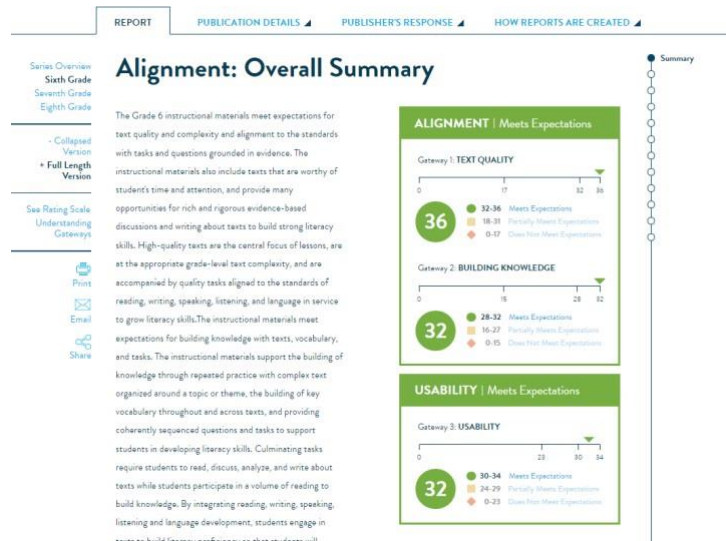 REPORT
PUBLICATION DETAILS
PUBLISHER'S RESPONSE
HOW REPORTS ARE CREATED
Series Overview
Sixth Grade
Seventh Grade
Eighth Grade
- Collapsed
Version
+ Full Length
Version
See Rating Scale
Understanding
Gateways
Print
Email
Share
Alignment: Overall Summary
The Grade 6 instructional materials meet expectations for
text quality and complexity and alignment to the standards
with tasks and questions grounded in evidence. The
instructional materials also include texts that are worthy of
student's time and attention, and provide many
opportunities for rich and rigorous evidence-based
discussions and writing about texts to build strong literacy
skills. High-quality texts are the central focus of lessons, are
at the appropriate grade-level text complexity, and are
accompanied by quality tasks aligned to the standards of
reading, writing, speaking, listening, and language in service
to grow literacy skills.The instructional materials meet
expectations for building knowledge with texts, vocabulary,
and tasks. The instructional materials support the building of
knowledge through repeated practice with complex text
organized around a topic or theme, the building of key
vocabulary throughout and across texts, and providing
coherently sequenced questions and tasks to support
students in developing literacy skills. Culminating tasks
require students to read, discuss, analyze, and write about
texts while students participate in a volume of reading to
build knowledge. By integrating reading, writing, speaking,
listening and language development, students engage in
texts to build literacy proficiency so that students will
ALIGNMENT | Meets Expectations
Gateway 1: TEXT QUALITY
0 17 32 36
36
32-36 Meets Expectations
18-31 Partially Meets Expectations
0-17 Does Not Meet Expectations
Gateway 2: BUILDING KNOWLEDGE
0 15 28 32
32
28-32 Meets Expectations
16-27 Partially Meets Expectations
0-15 Does Not Meet Expectations
USABILITY | Meets Expectations
Gateway 3: USABILITY
0 23 30 34
32
30-34 Meets Expectations
24-29 Partially Meets Expectations
0-23 Does Not Meet Expectations
Summary